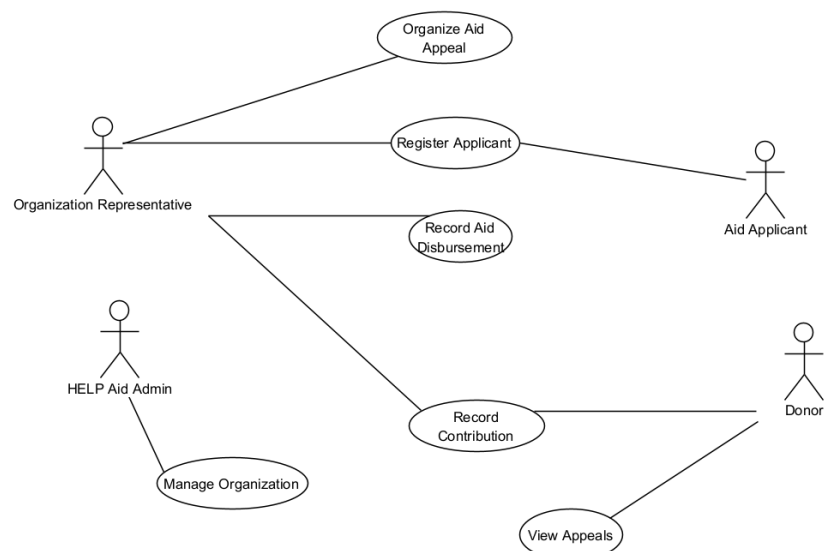 Organize Aid
Appeal
Register Applicant
Organization Representative
Aid Applicant
Record Aid
Disbursement
HELP Aid Admin
Donor
Record
Contribution
Manage Organization
View Appeals